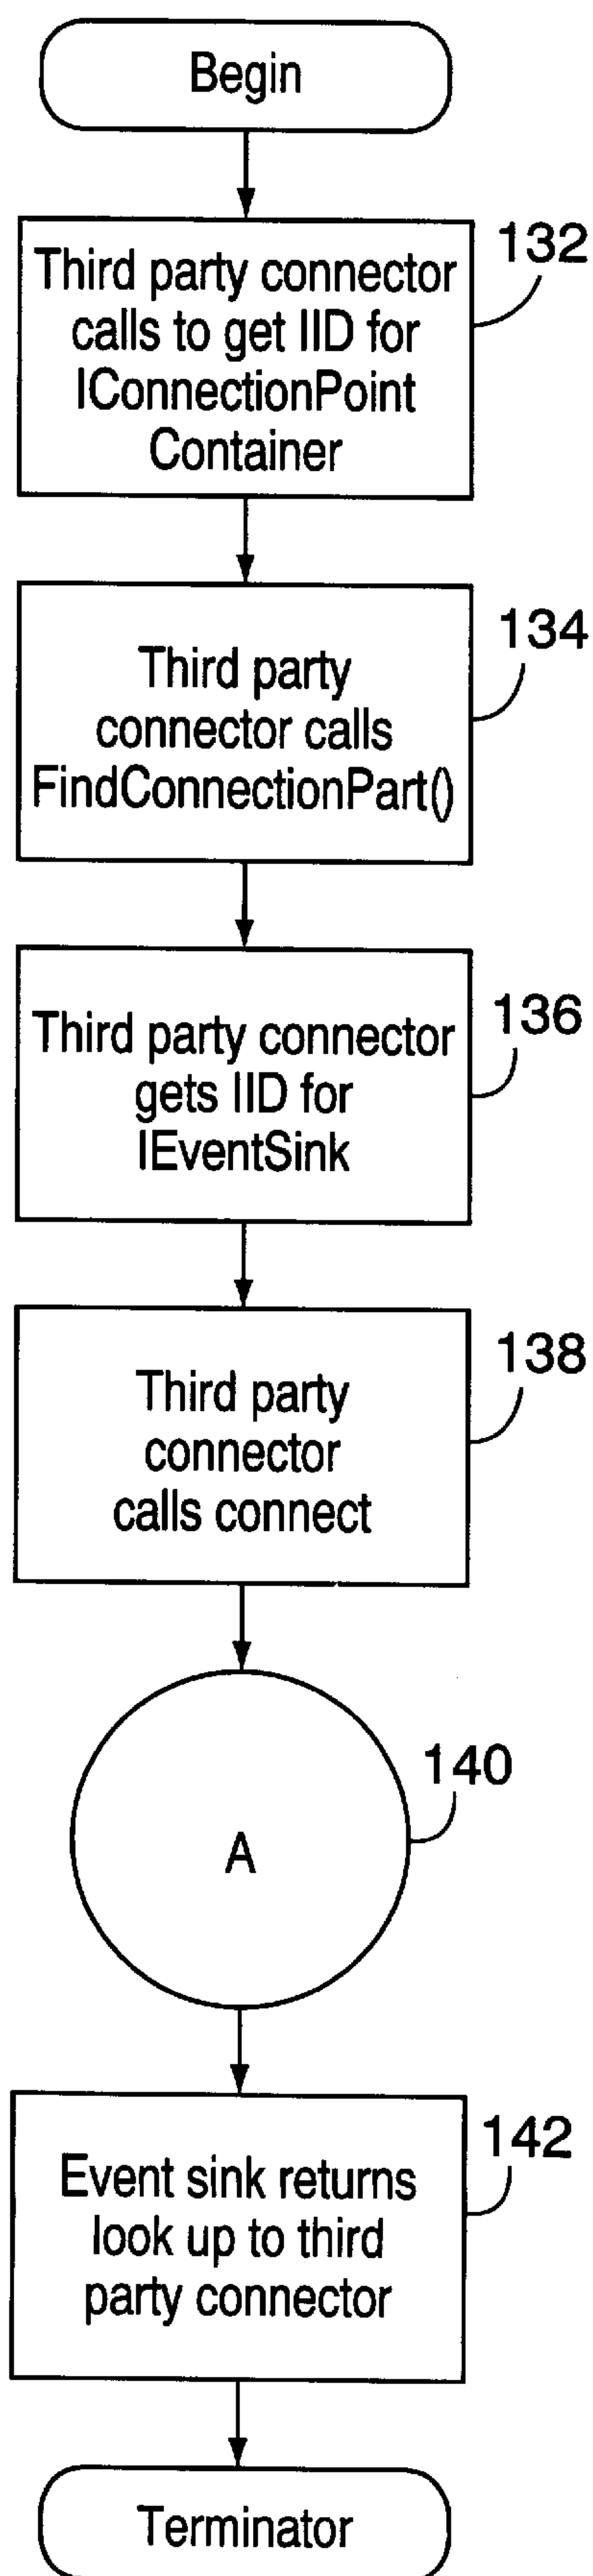 Begin
132
Third party connector
calls to get IID for
IConnectionPoint
Container
134
Third party
connector calls
FindConnectionPart()
136
Third party connector
gets IID for
IEventSink
138
Third party
connector
calls connect
140
A
142
Event sink returns
look up to third
party connector
Terminator